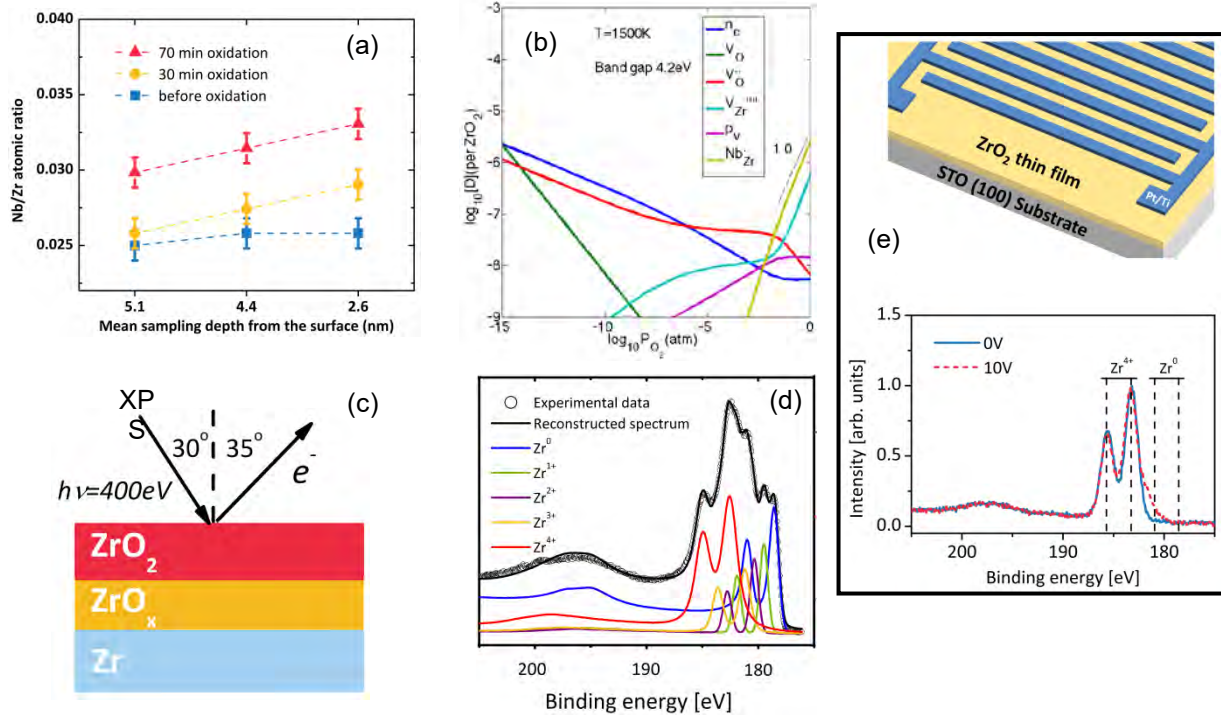 (a)
0.040
0.035
0.030
0.025
Nb/Zr atomic ratio
70 min oxidation
30 min oxidation
before oxidation
5.1
4.4
2.6
Mean sampling depth from the surface (nm)
(b)
T=1500K
Band gap 4.2eV
-5
-6
-7
-8
-9
log₁₀[D](per ZrO₂)
1.0
-15
-10
-5
0
log₁₀P_O₂ (atm)
(c)
XP
S
30°
35°
hν=400eV
e⁻
ZrO₂
ZrOₓ
Zr
(d)
Experimental data
Reconstructed spectrum
Zr⁰
Zr¹⁺
Zr²⁺
Zr³⁺
Zr⁴⁺
200
190
180
Binding energy [eV]
(e)
ZrO₂ thin film
STO (100) Substrate
Pt/Ti
1.5
1.0
0.5
0.0
Intensity [arb. units]
0V
10V
Zr⁴⁺
Zr⁰
200
190
180
Binding energy [eV]